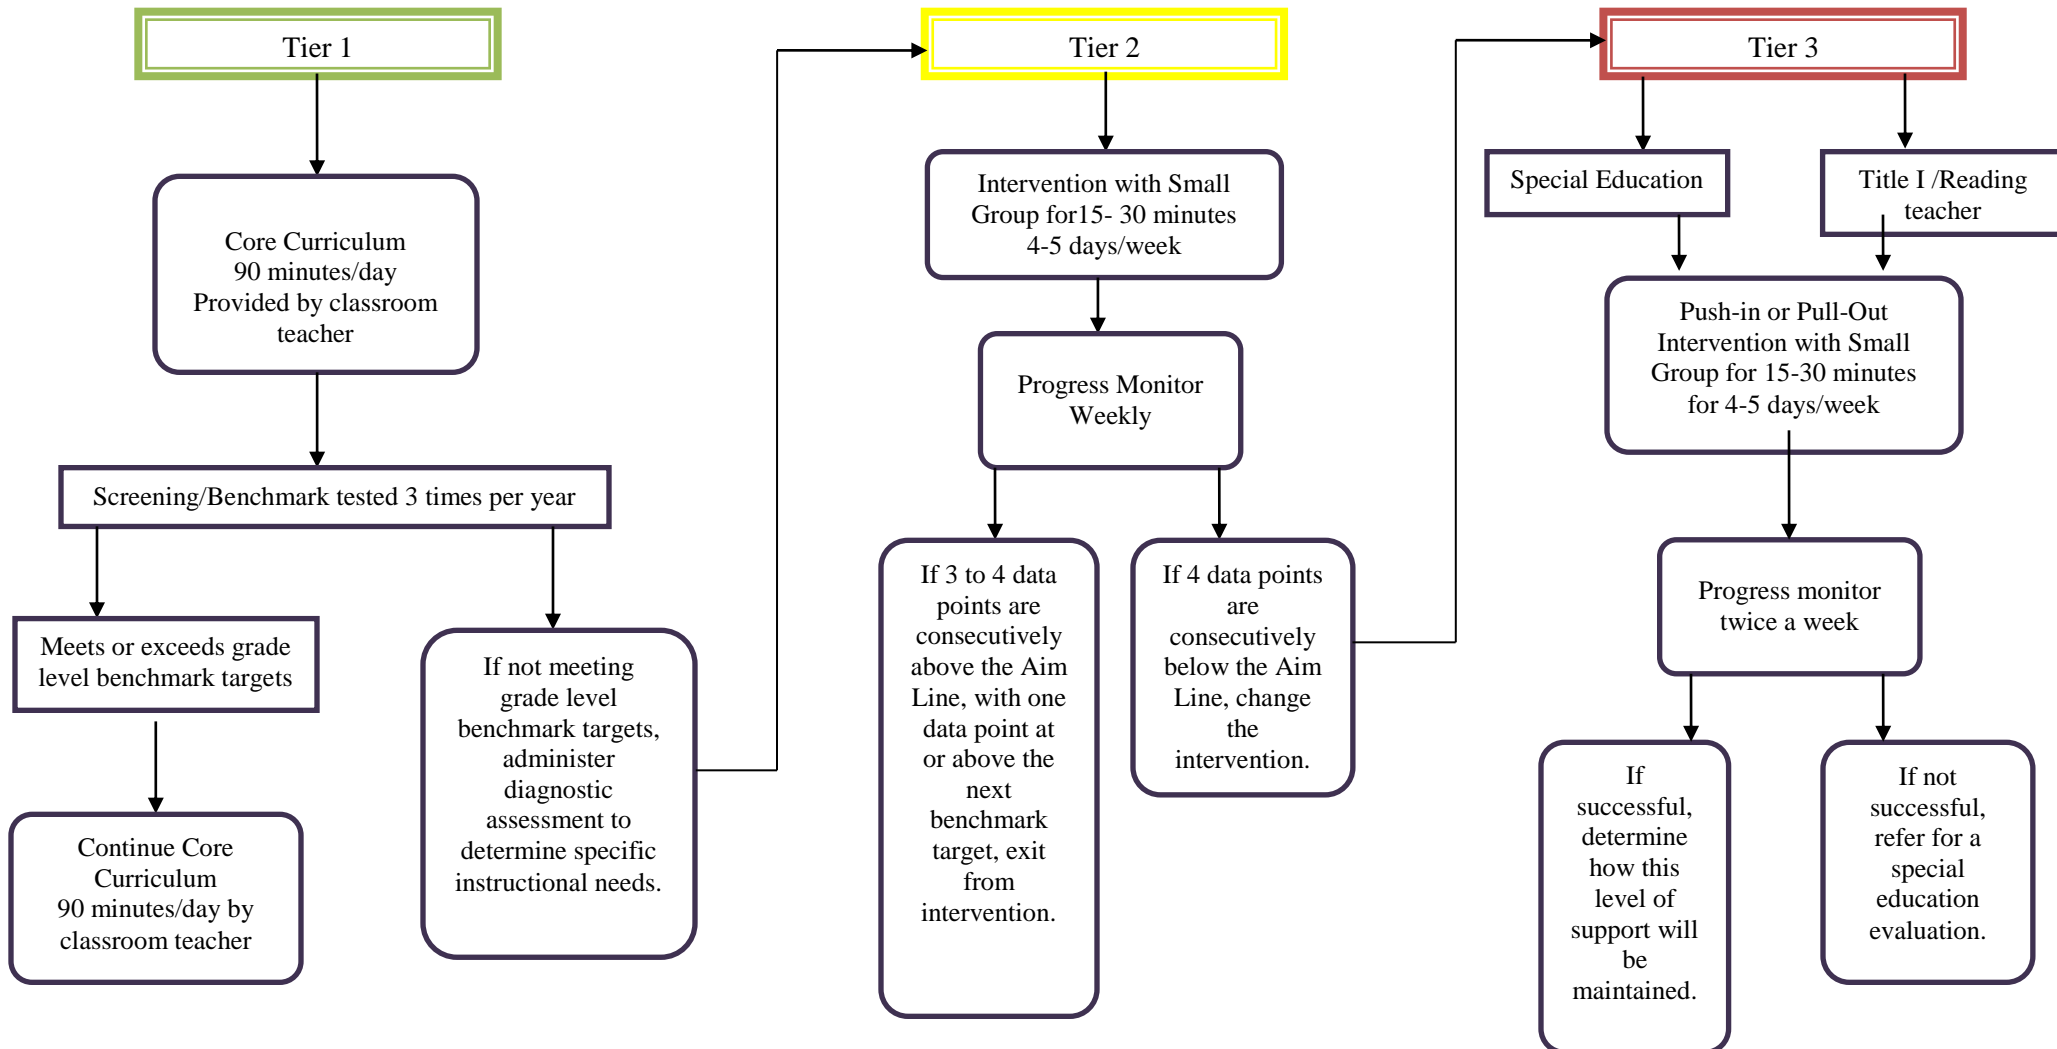 Tier 1
Core Curriculum
90 minutes/day
Provided by classroom
teacher
Screening/Benchmark tested 3 times per year
Meets or exceeds grade
level benchmark targets
Continue Core
Curriculum
90 minutes/day by
classroom teacher
If not meeting
grade level
benchmark targets,
administer
diagnostic
assessment to
determine specific
instructional needs.
Tier 2
Intervention with Small
Group for15- 30 minutes
4-5 days/week
Progress Monitor
Weekly
If 3 to 4 data
points are
consecutively
above the Aim
Line, with one
data point at
or above the
next
benchmark
target, exit
from
intervention.
If 4 data points
are
consecutively
below the Aim
Line, change
the
intervention.
Tier 3
Special Education
Title I /Reading
teacher
Push-in or Pull-Out
Intervention with Small
Group for 15-30 minutes
for 4-5 days/week
Progress monitor
twice a week
If
successful,
determine
how this
level of
support will
be
maintained.
If not
successful,
refer for a
special
education
evaluation.